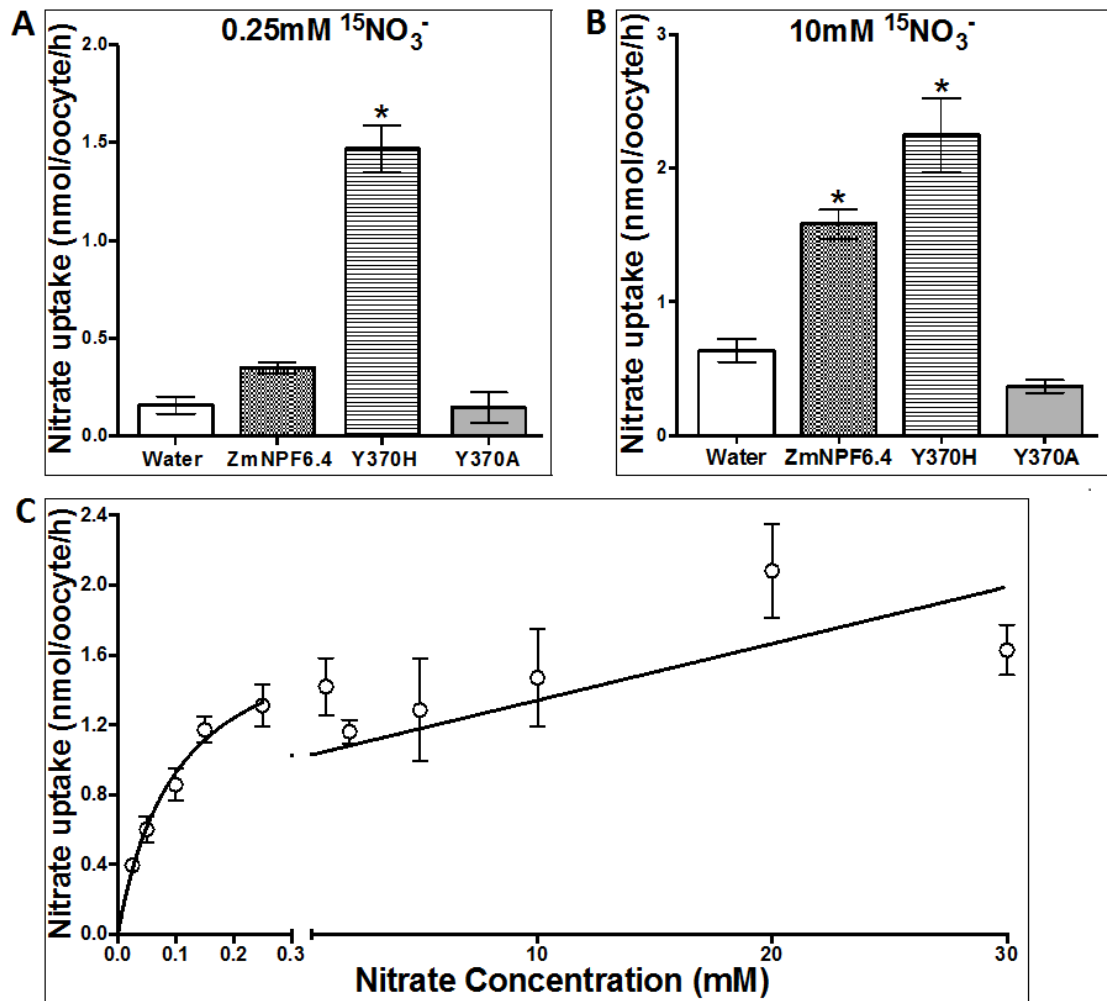 A
0.25mM ¹⁵NO₃⁻
Nitrate uptake (nmol/oocyte/h)
2.0
1.5
1.0
0.5
0.0
*
Water ZmNPF6.4 Y370H Y370A
B
10mM ¹⁵NO₃⁻
Nitrate uptake (nmol/oocyte/h)
3
2
1
0
*
*
Water ZmNPF6.4 Y370H Y370A
C
Nitrate uptake (nmol/oocyte/h)
2.4
2.0
1.6
1.2
0.8
0.4
0.0
0.0 0.1 0.2 0.3 10 20 30
Nitrate Concentration (mM)